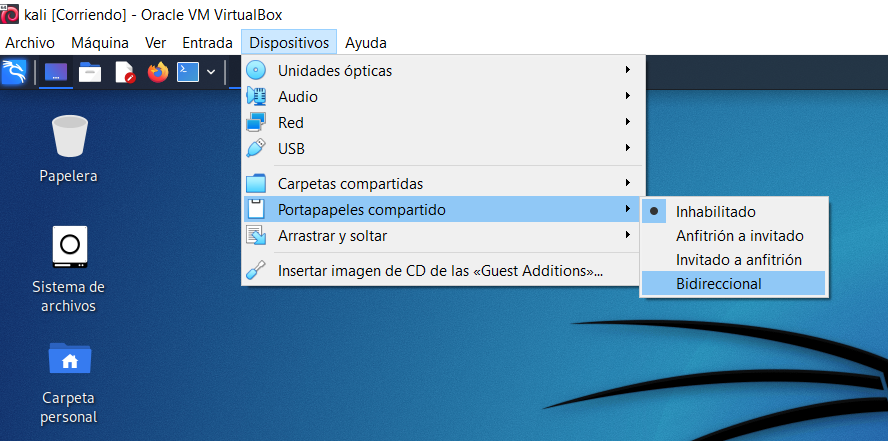 kali [Corriendo] - Oracle VM VirtualBox
Archivo Máquina Ver Entrada Dispositivos Ayuda
Unidades ópticas
Audio
Red
USB
Carpetas compartidas
Portapapeles compartido
Arrastrar y soltar
Insertar imagen de CD de las «Guest Additions»...
Inhabilitado
Anfitrión a invitado
Invitado a anfitrión
Bidireccional
Papelera
Sistema de
archivos
Carpeta
personal